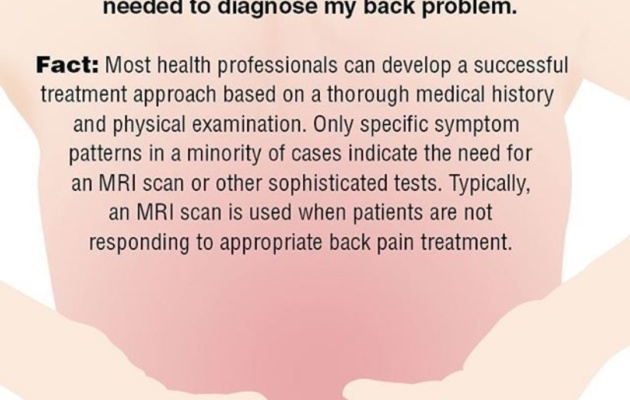 needed to diagnose my back problem.
Fact: Most health professionals can develop a successful
treatment approach based on a thorough medical history
and physical examination. Only specific symptom
patterns in a minority of cases indicate the need for
an MRI scan or other sophisticated tests. Typically,
an MRI scan is used when patients are not
responding to appropriate back pain treatment.